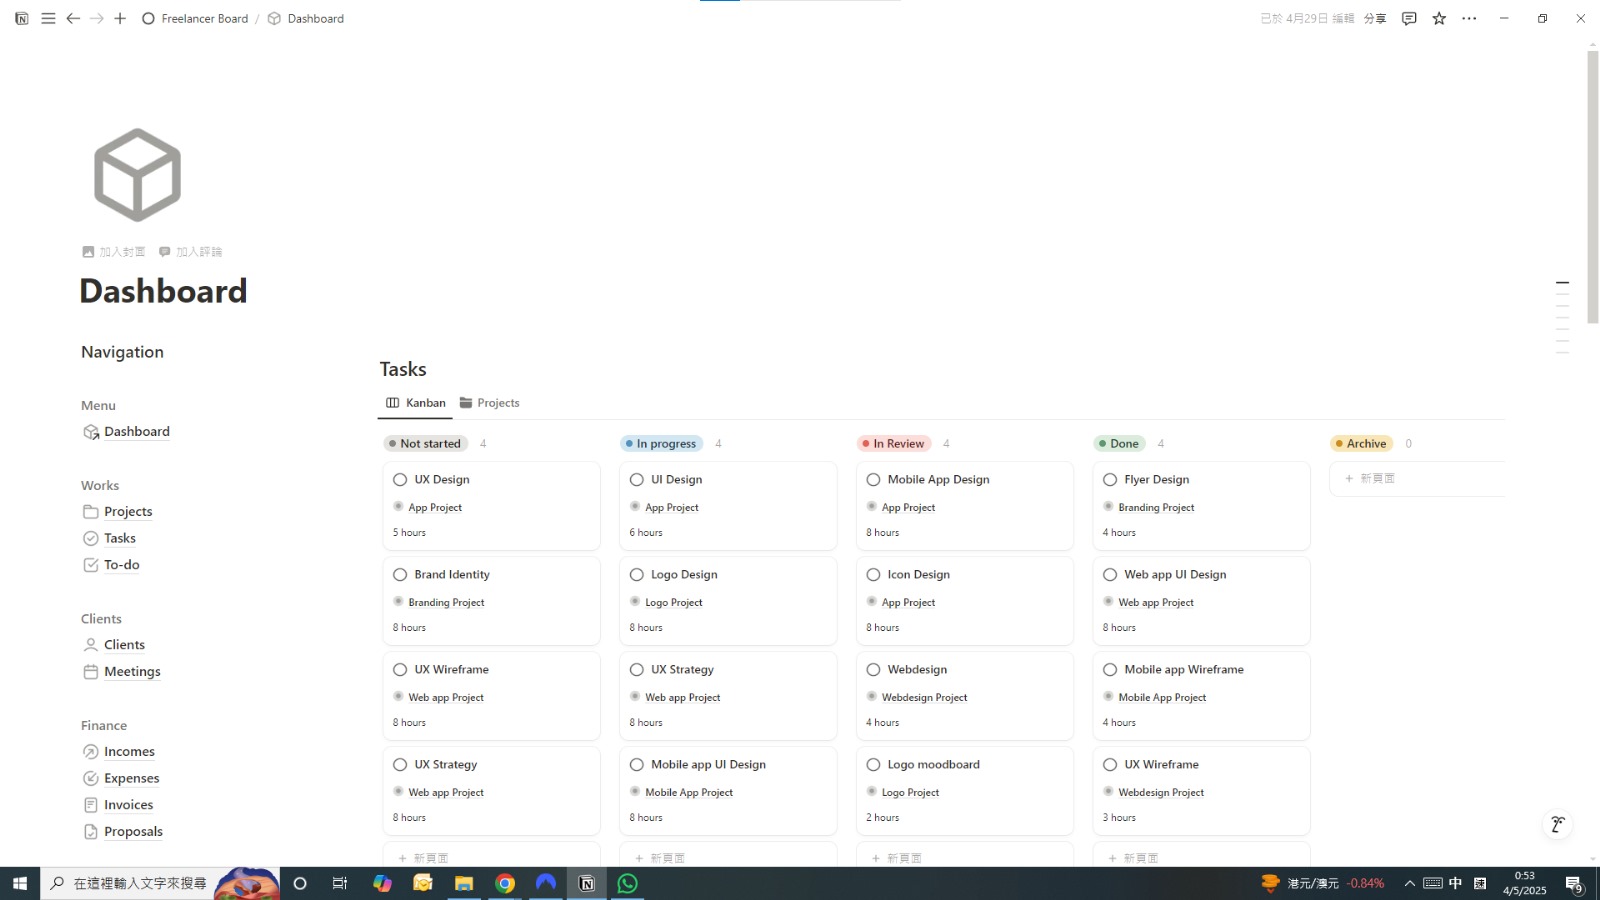 Freelancer Board / Dashboard
已於 4月29日 編輯 分享
加入封面 加入評論
Dashboard
Navigation
Menu
Dashboard
Works
Projects
Tasks
To-do
Clients
Clients
Meetings
Finance
Incomes
Expenses
Invoices
Proposals
Tasks
Kanban Projects
Not started 4
UX Design
App Project
5 hours
Brand Identity
Branding Project
8 hours
UX Wireframe
Web app Project
8 hours
UX Strategy
Web app Project
8 hours
+ 新頁面
In progress 4
UI Design
App Project
6 hours
Logo Design
Logo Project
8 hours
UX Strategy
Web app Project
8 hours
Mobile app UI Design
Mobile App Project
8 hours
+ 新頁面
In Review 4
Mobile App Design
App Project
8 hours
Icon Design
App Project
8 hours
Webdesign
Webdesign Project
4 hours
Logo moodboard
Logo Project
2 hours
+ 新頁面
Done 4
Flyer Design
Branding Project
4 hours
Web app UI Design
Web app Project
8 hours
Mobile app Wireframe
Mobile App Project
4 hours
UX Wireframe
Webdesign Project
3 hours
+ 新頁面
Archive 0
+ 新頁面
在這裡輸入文字來搜尋
港元/澳元 -0.84%
中
0:53
4/5/2025
9